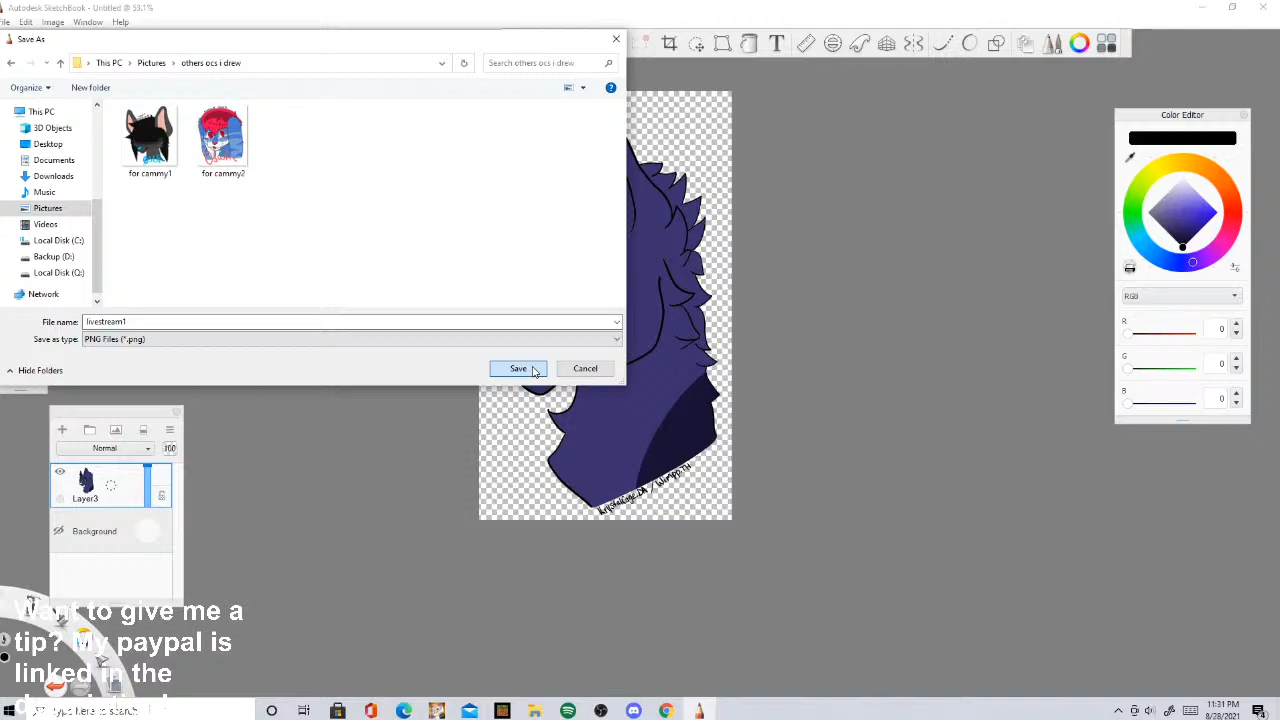 Autodesk SketchBook - Untitled @ 53.1%
File Edit Image Window Help
Save As
This PC > Pictures > others ocs i drew
Search others ocs i drew
Organize New folder
This PC
3D Objects
Desktop
Documents
Downloads
Music
Pictures
Videos
Local Disk (C:)
Backup (D:)
Local Disk (Q:)
Network
for cammy1 for cammy2
File name: livestream1
Save as type: PNG Files (*.png)
Hide Folders
Save Cancel
Color Editor
RGB
R 0
G 0
B 0
Normal 100
Layer3
Background
Want to give me a
tip? My paypal is
linked in the
Type here to search
11:31 PM